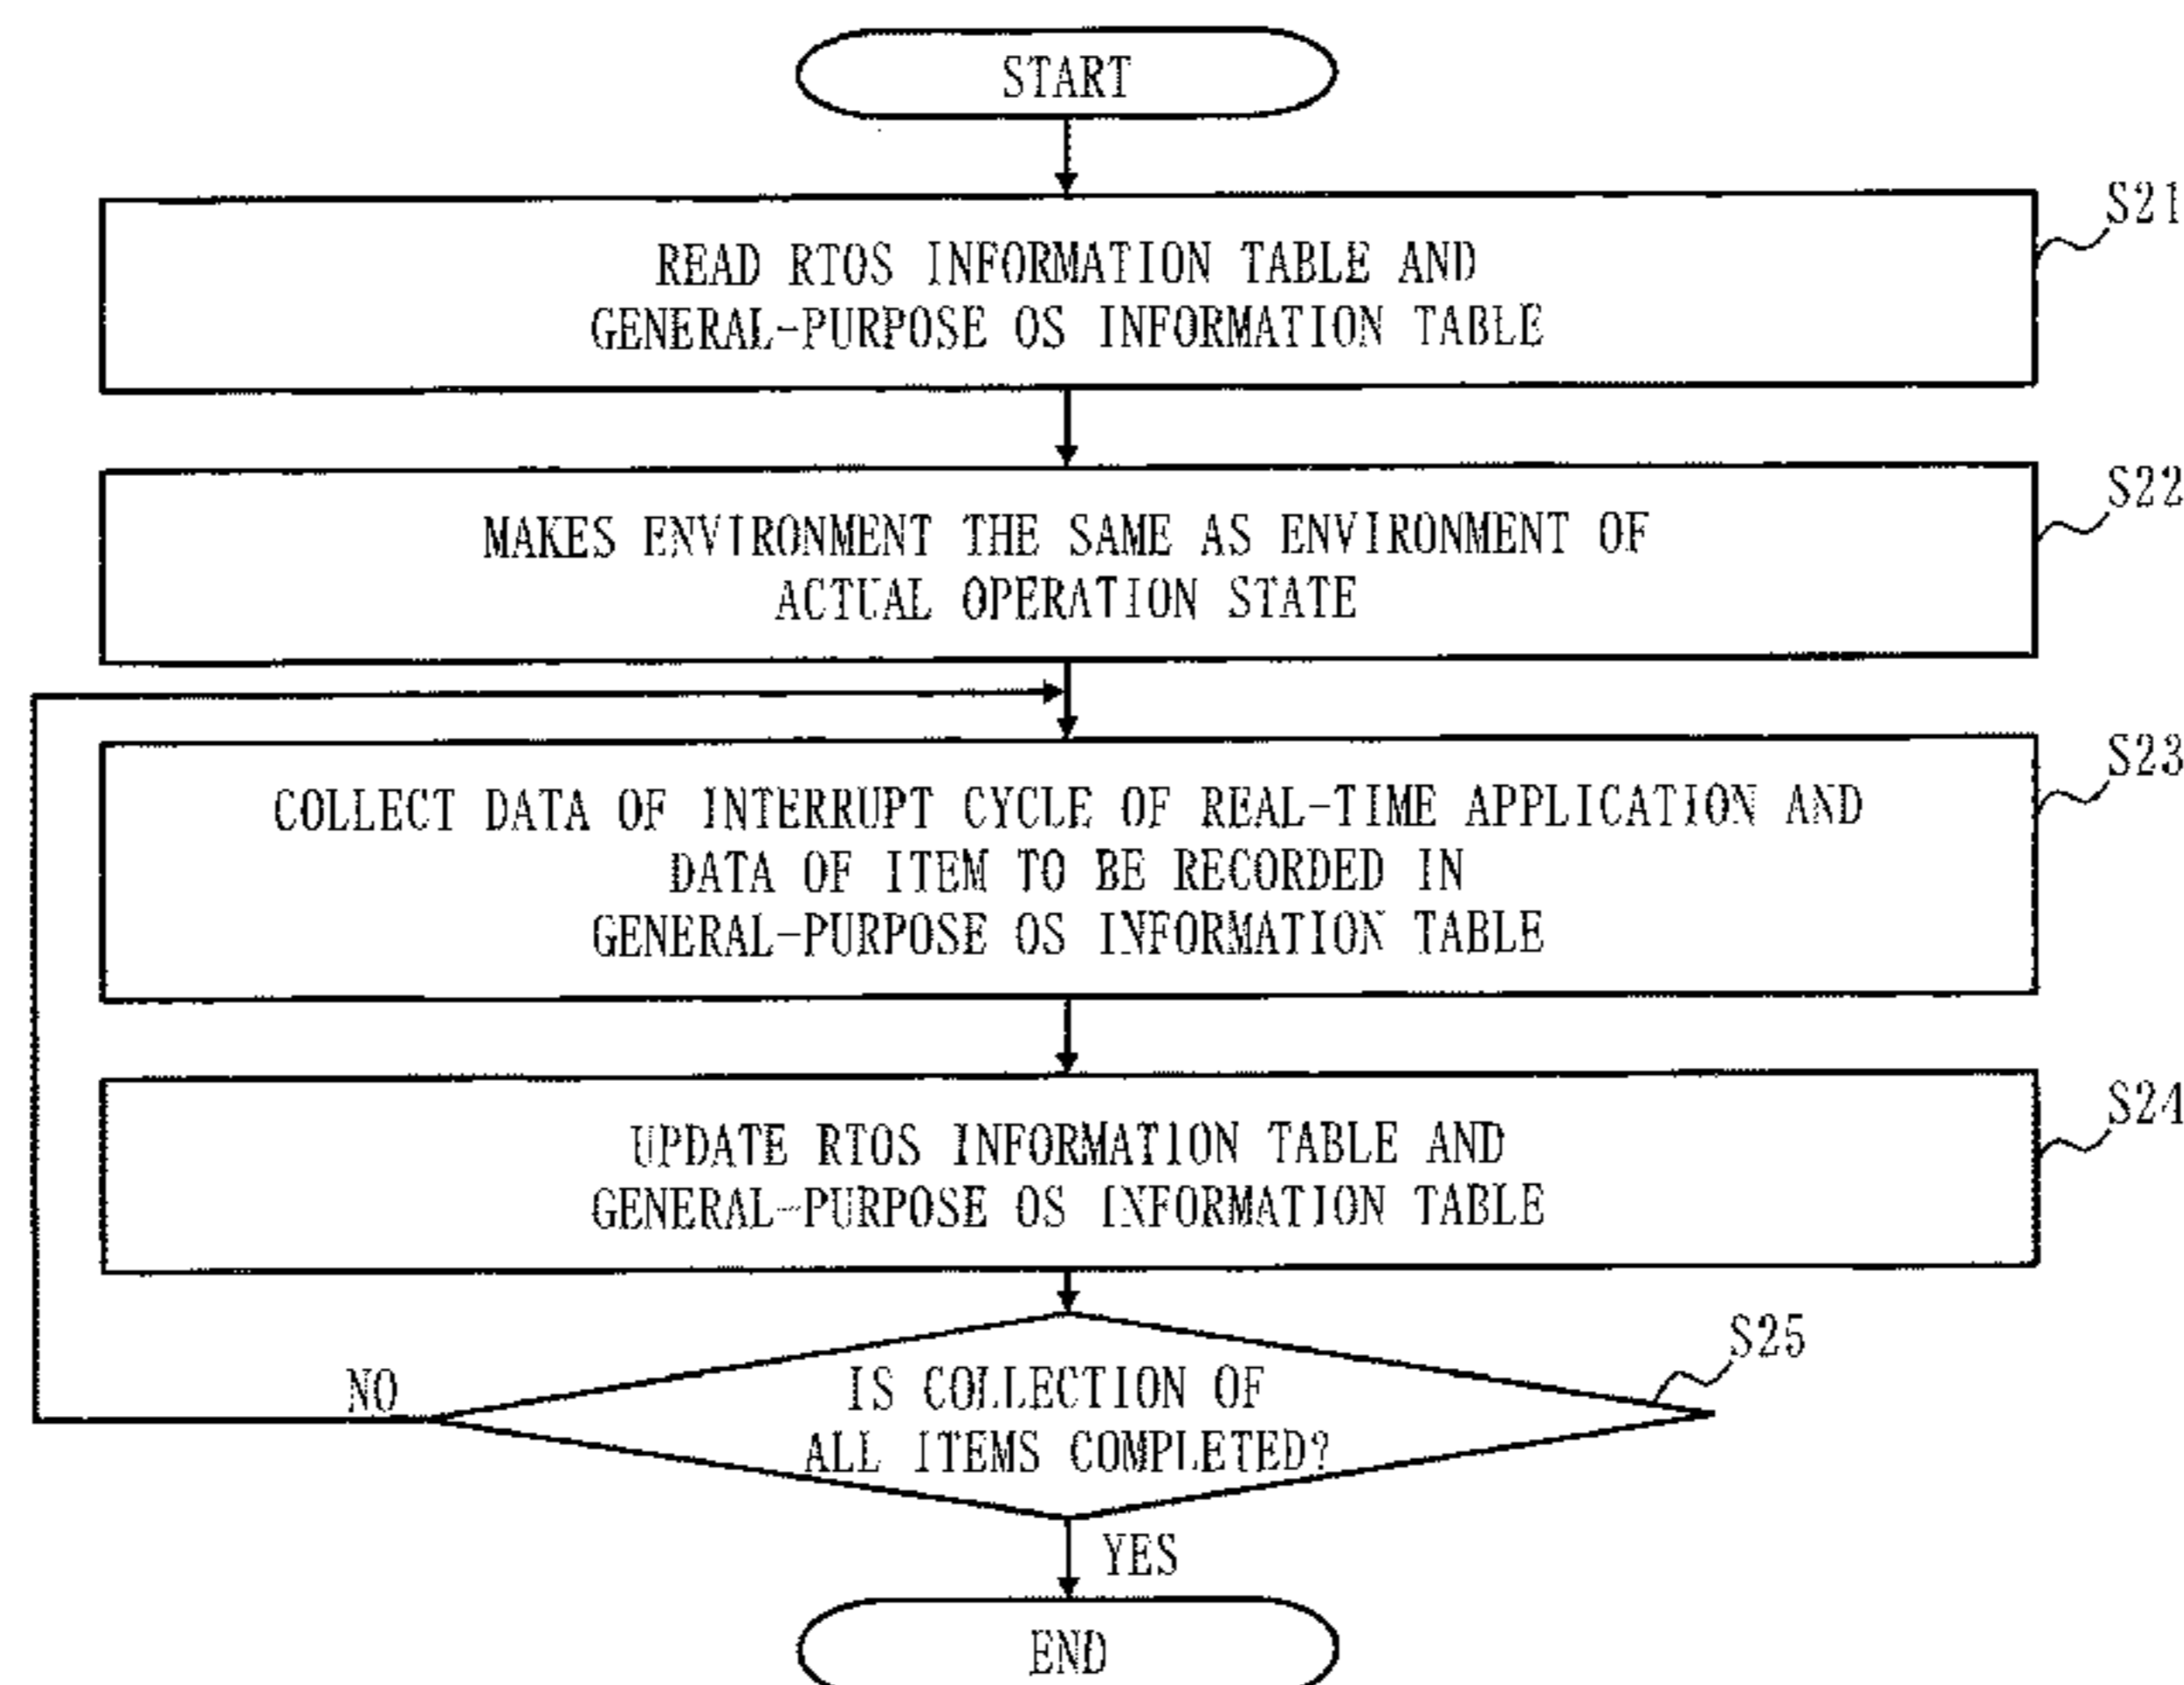 START
S21
READ RTOS INFORMATION TABLE AND
GENERAL-PURPOSE OS INFORMATION TABLE
S22
MAKES ENVIRONMENT THE SAME AS ENVIRONMENT OF
ACTUAL OPERATION STATE
S23
COLLECT DATA OF INTERRUPT CYCLE OF REAL-TIME APPLICATION AND
DATA OF ITEM TO BE RECORDED IN
GENERAL-PURPOSE OS INFORMATION TABLE
S24
UPDATE RTOS INFORMATION TABLE AND
GENERAL-PURPOSE OS INFORMATION TABLE
S25
NO
IS COLLECTION OF
ALL ITEMS COMPLETED?
YES
END